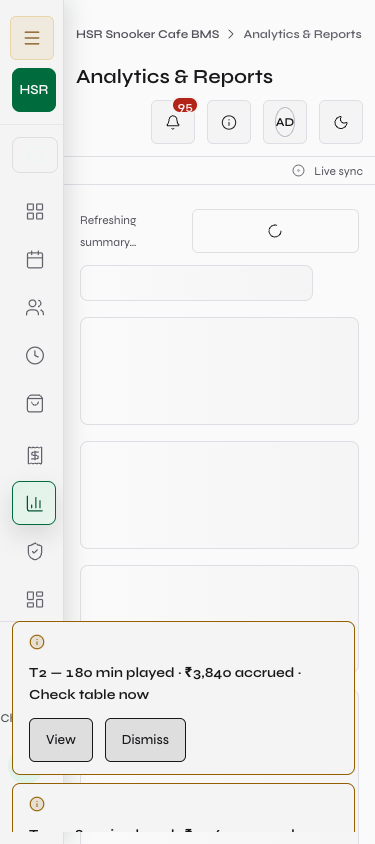 HSR Snooker Cafe BMS > Analytics & Reports
HSR
Analytics & Reports
95
AD
Live sync
Refreshing
summary...
T2 — 180 min played · ₹3,840 accrued ·
Check table now
View Dismiss